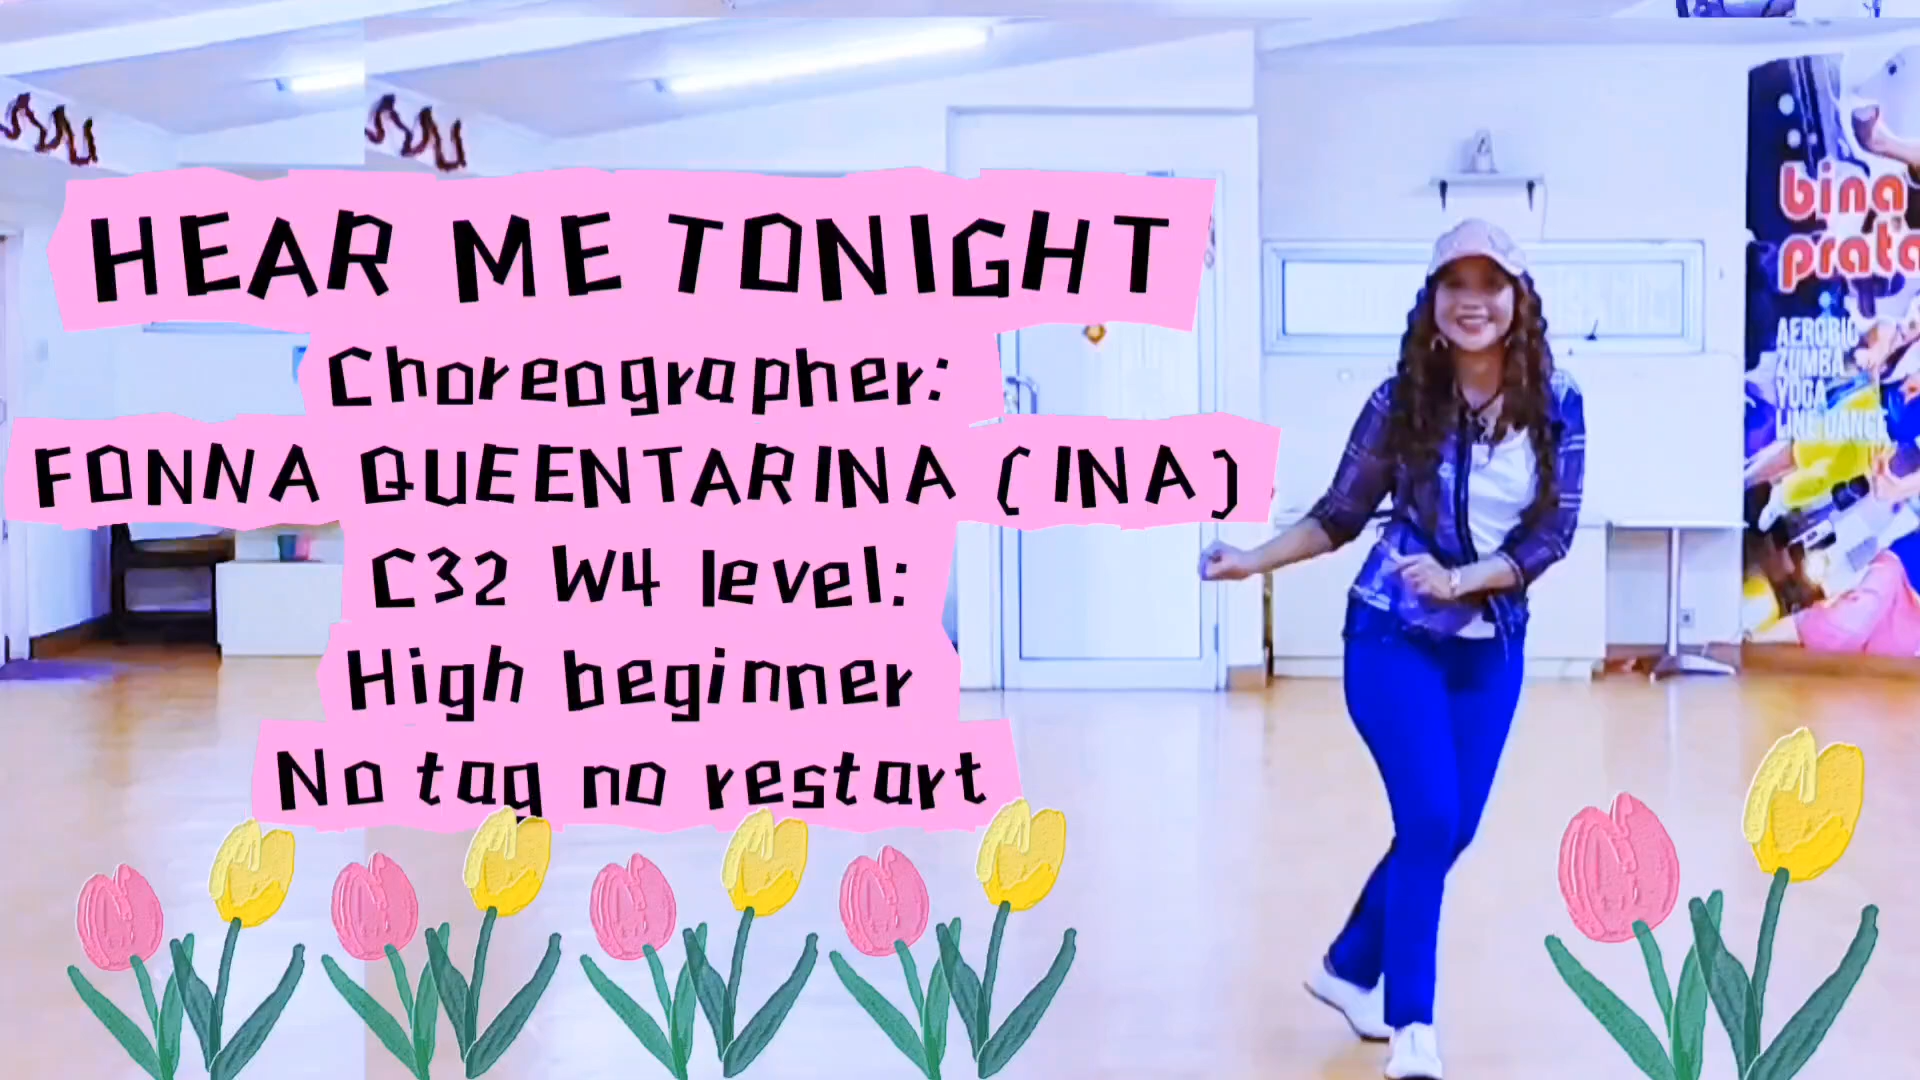 HEAR ME TONIGHT
Choreographer:
FONNA QUEENTARINA (INA)
C32 W4 level:
High beginner
No tag no restart
bina
prata
AEROBIC
ZUMBA
YOGA
LINE DANCE